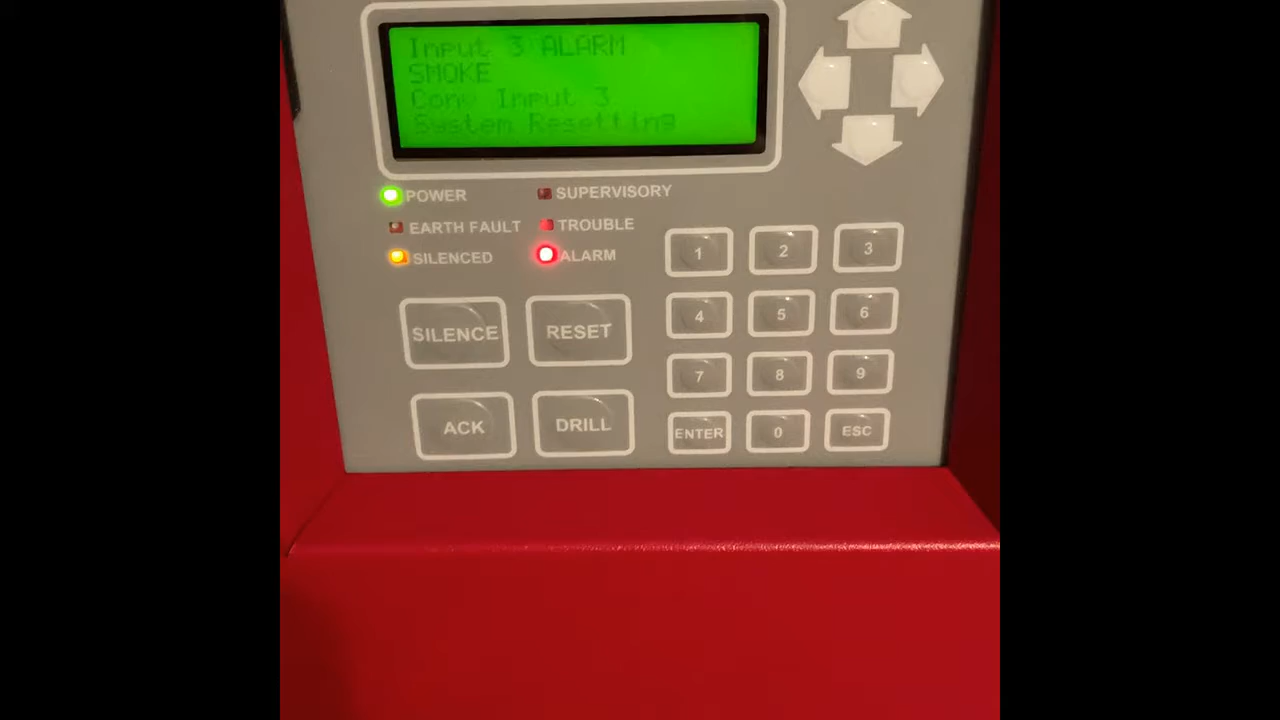 Input 3 ALARM
SMOKE
Conv Input 3
System Resetting
POWER
SUPERVISORY
EARTH FAULT
TROUBLE
SILENCED
ALARM
1
2
3
SILENCE
RESET
4
5
6
7
8
9
ACK
DRILL
ENTER
0
ESC